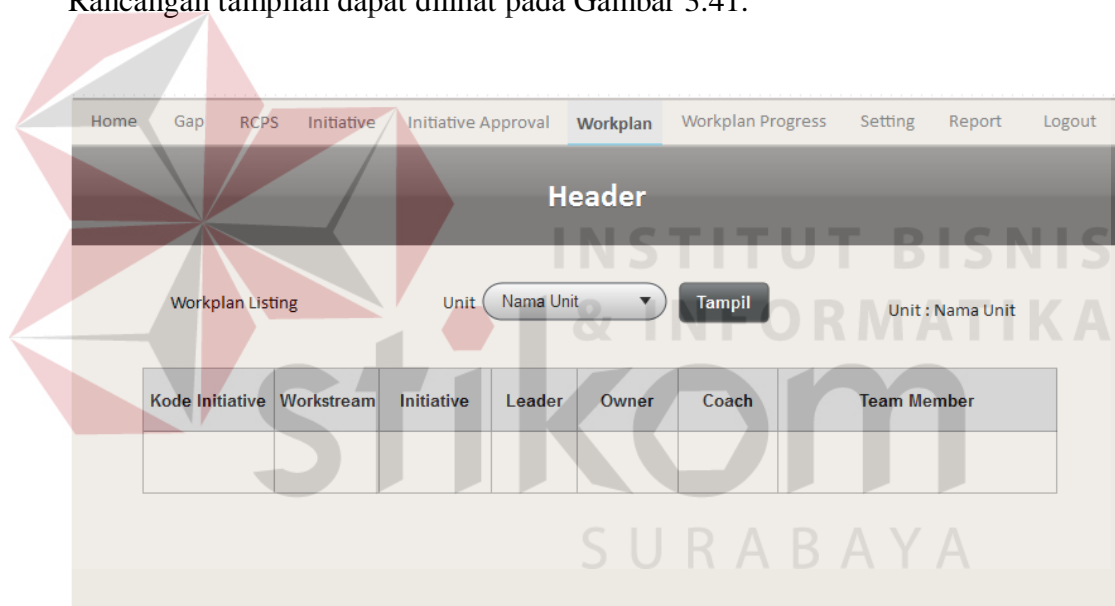 Rancangan tampilan dapat dilihat pada Gambar 3.41.
Home Gap RCPS Initiative Initiative Approval Workplan Workplan Progress Setting Report Logout
Header
INSTITUT BISNIS
& INFORMATIKA
Workplan Listing Unit Nama Unit Tampil Unit : Nama Unit
stikom
Kode Initiative Workstream Initiative Leader Owner Coach Team Member
SURABAYA